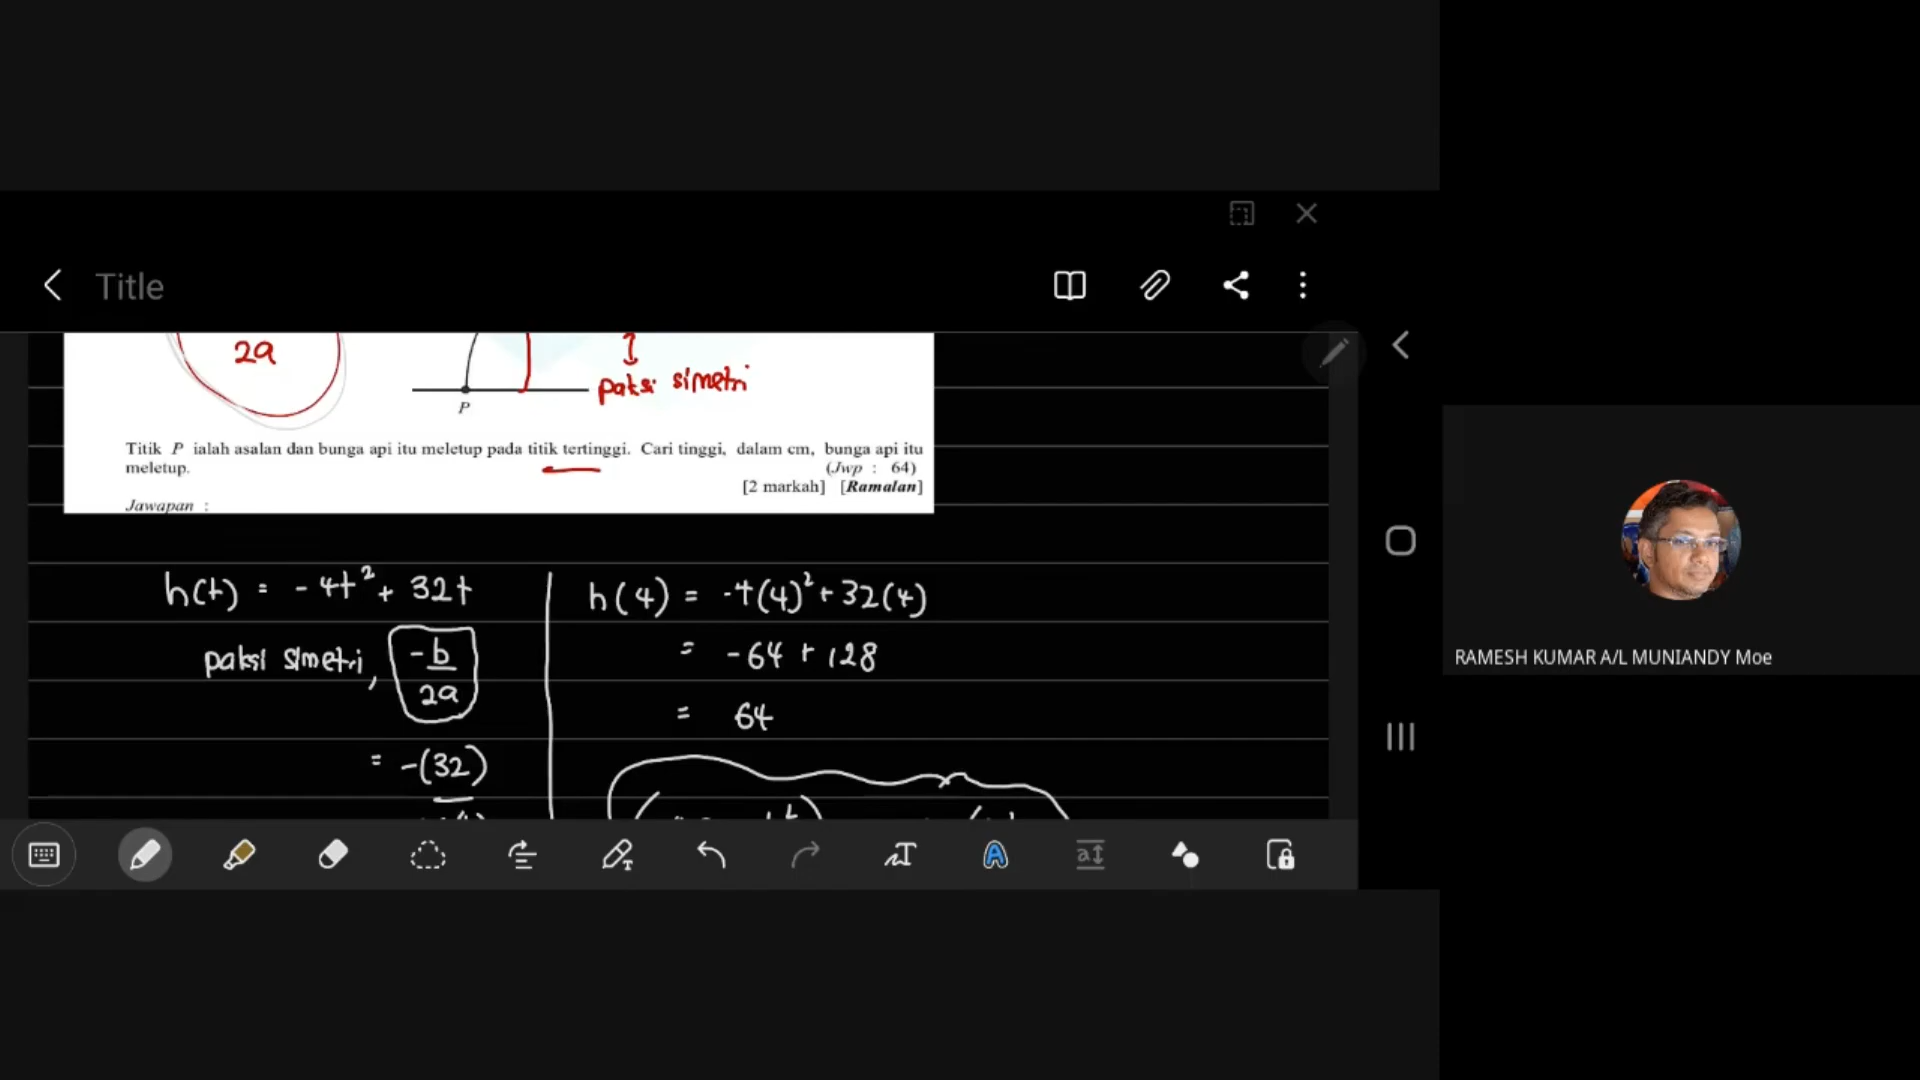 Title
2a
paksi simetri
P
Titik P ialah asalan dan bunga api itu meletup pada titik tertinggi. Cari tinggi, dalam cm, bunga api itu
meletup.
(Jwp : 64)
[2 markah] [Ramalan]
Jawapan :
h(t) = -4t² + 32t
paksi simetri, -b
2a
= -(32)
h(4) = -4(4)² + 32(4)
= -64 + 128
= 64
RAMESH KUMAR A/L MUNIANDY Moe